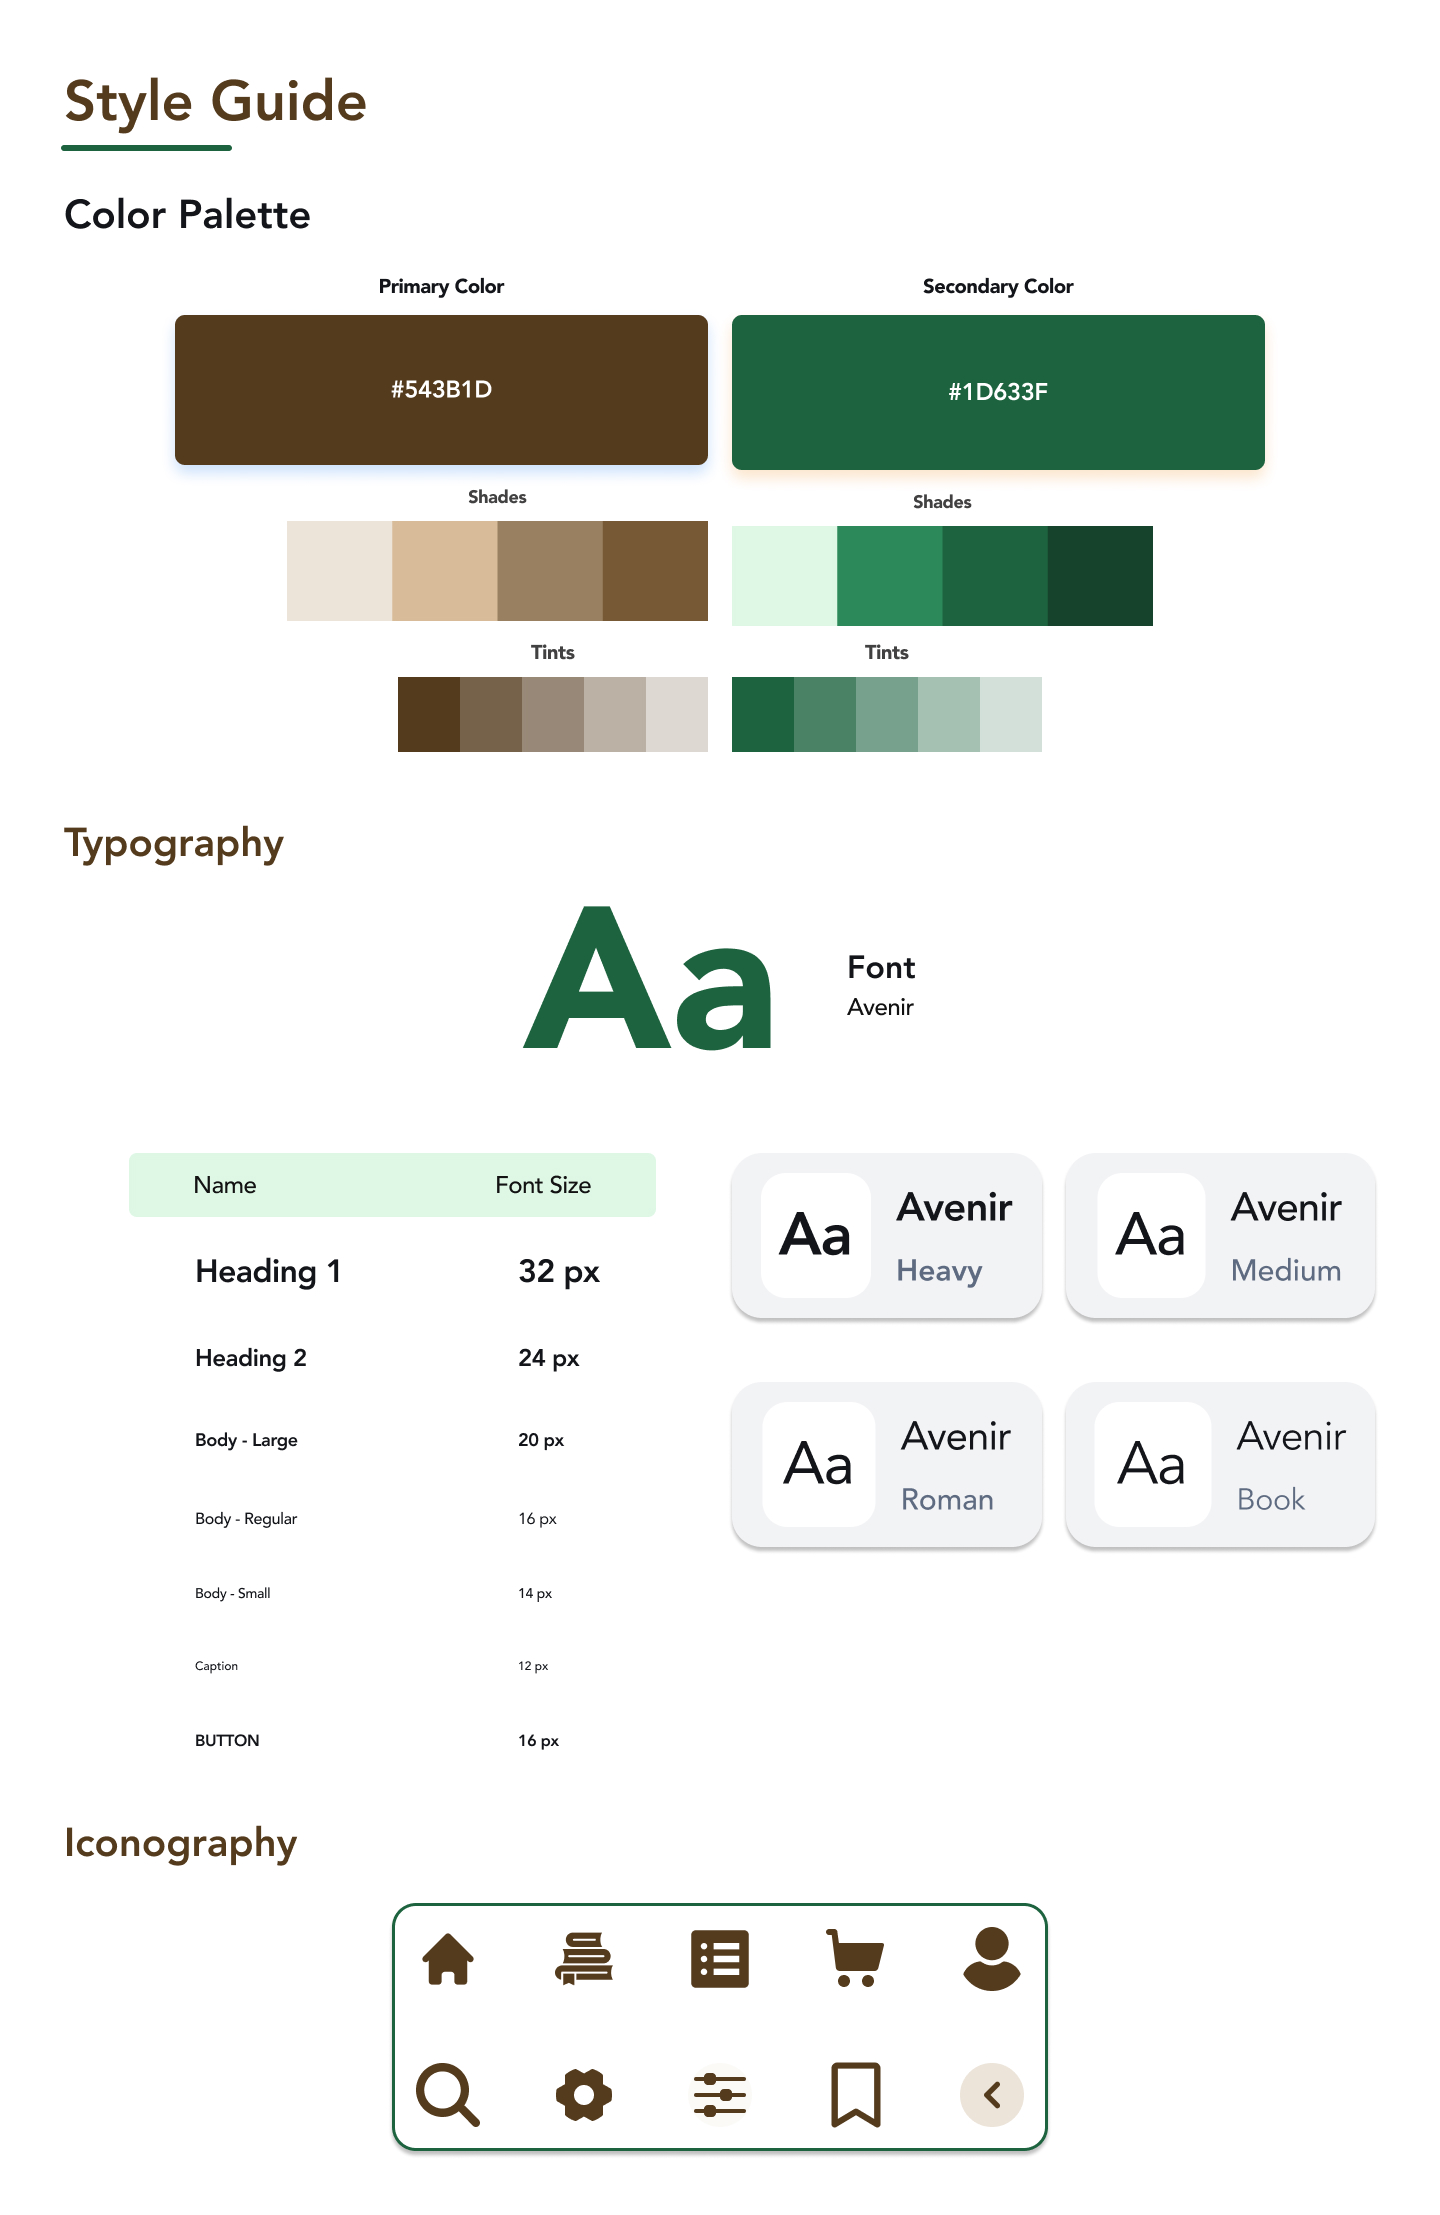 Style Guide
Color Palette
Primary Color
Secondary Color
#543B1D
#1D633F
Shades
Shades
Tints
Tints
Typography
Aa
Font
Avenir
Name Font Size
Heading 1 32 px
Heading 2 24 px
Body - Large 20 px
Body - Regular 16 px
Body - Small 14 px
Caption 12 px
BUTTON 16 px
Aa
Avenir
Heavy
Aa
Avenir
Medium
Aa
Avenir
Roman
Aa
Avenir
Book
Iconography